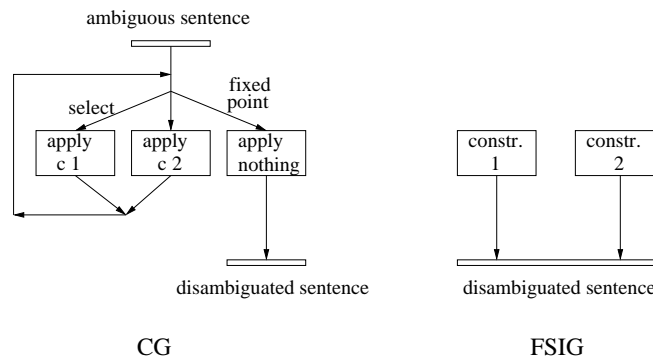 ambiguous sentence
select
fixed
point
apply
c 1
apply
c 2
apply
nothing
disambiguated sentence
CG
constr.
1
constr.
2
disambiguated sentence
FSIG